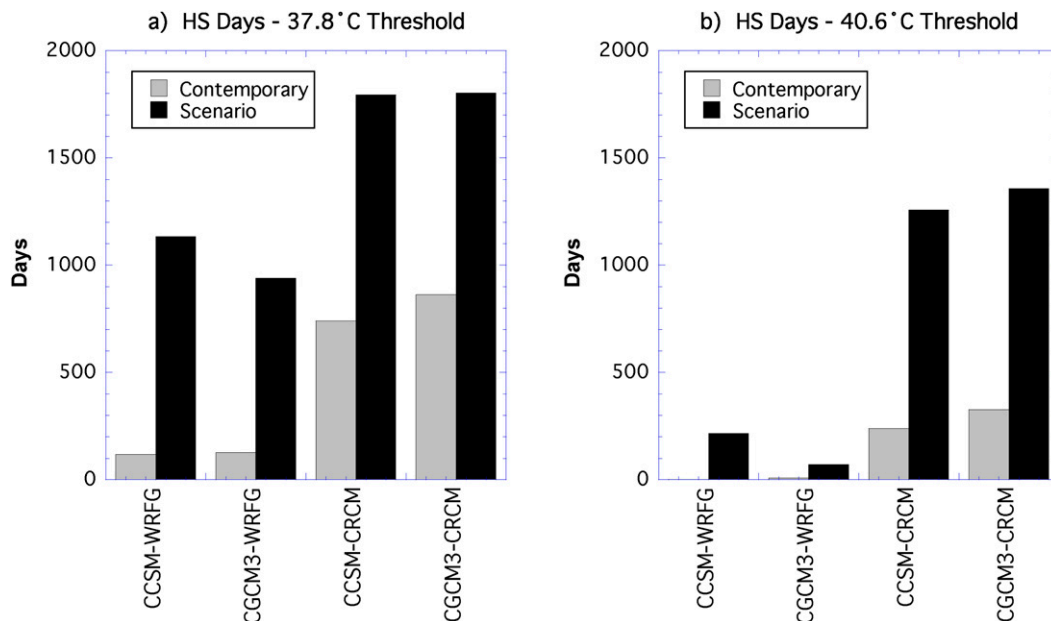 a) HS Days - 37.8˚C Threshold
2000
1500
1000
500
0
Days
Contemporary
Scenario
CCSM-WRFG
CGCM3-WRFG
CCSM-CRCM
CGCM3-CRCM
b) HS Days - 40.6˚C Threshold
2000
1500
1000
500
0
Days
Contemporary
Scenario
CCSM-WRFG
CGCM3-WRFG
CCSM-CRCM
CGCM3-CRCM